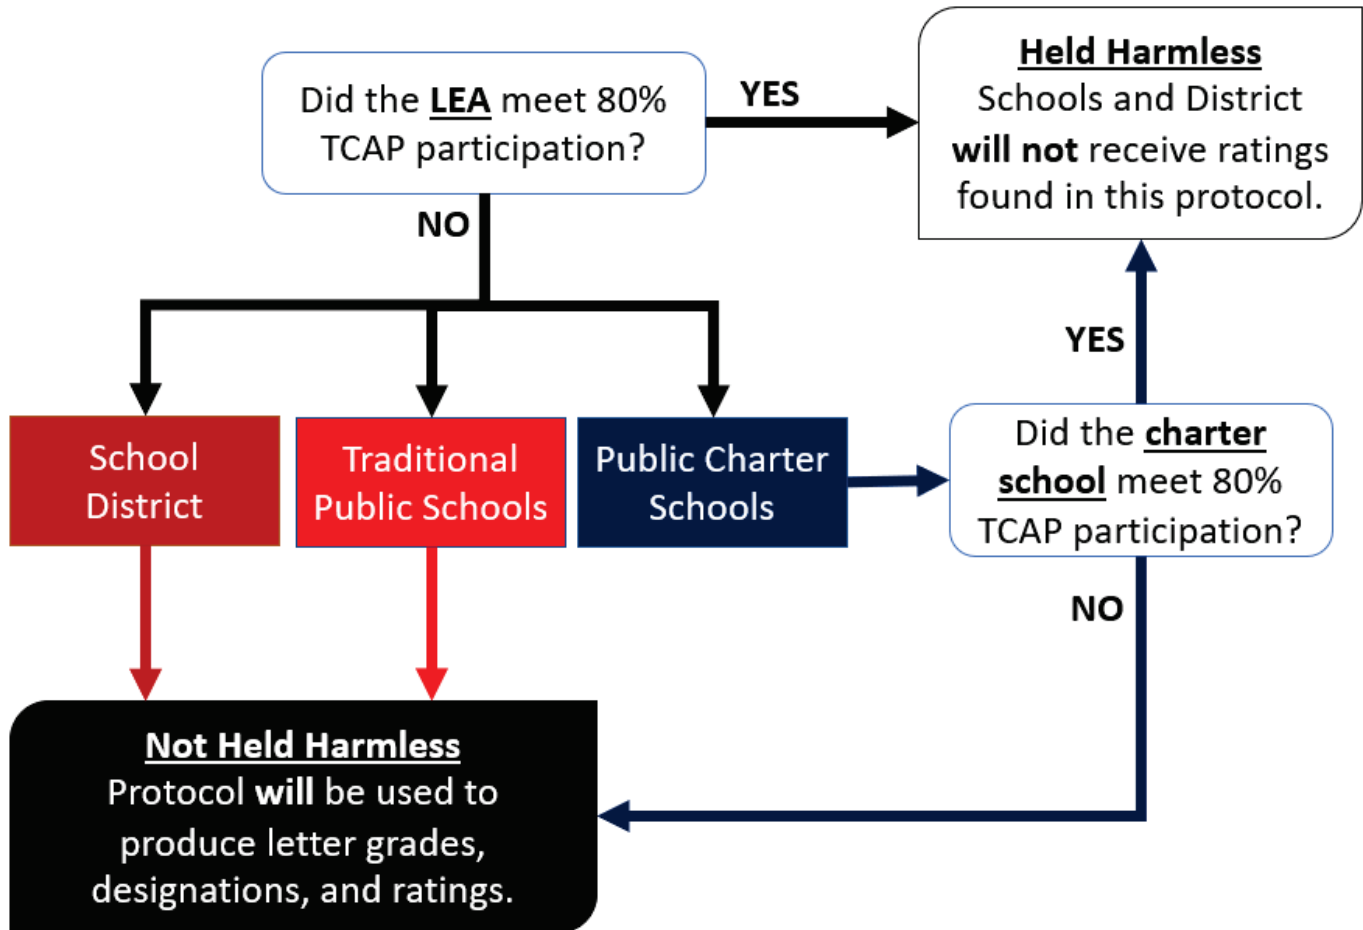 Did the LEA meet 80%
TCAP participation?
YES
Held Harmless
Schools and District
will not receive ratings
found in this protocol.
NO
YES
School
District
Traditional
Public Schools
Public Charter
Schools
Did the charter
school meet 80%
TCAP participation?
NO
Not Held Harmless
Protocol will be used to
produce letter grades,
designations, and ratings.